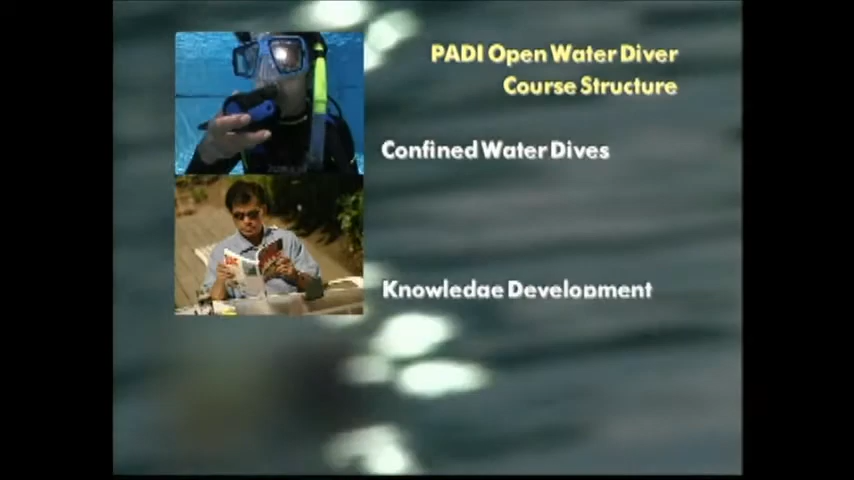 PADI Open Water Diver
Course Structure
Confined Water Dives
Knowledge Development